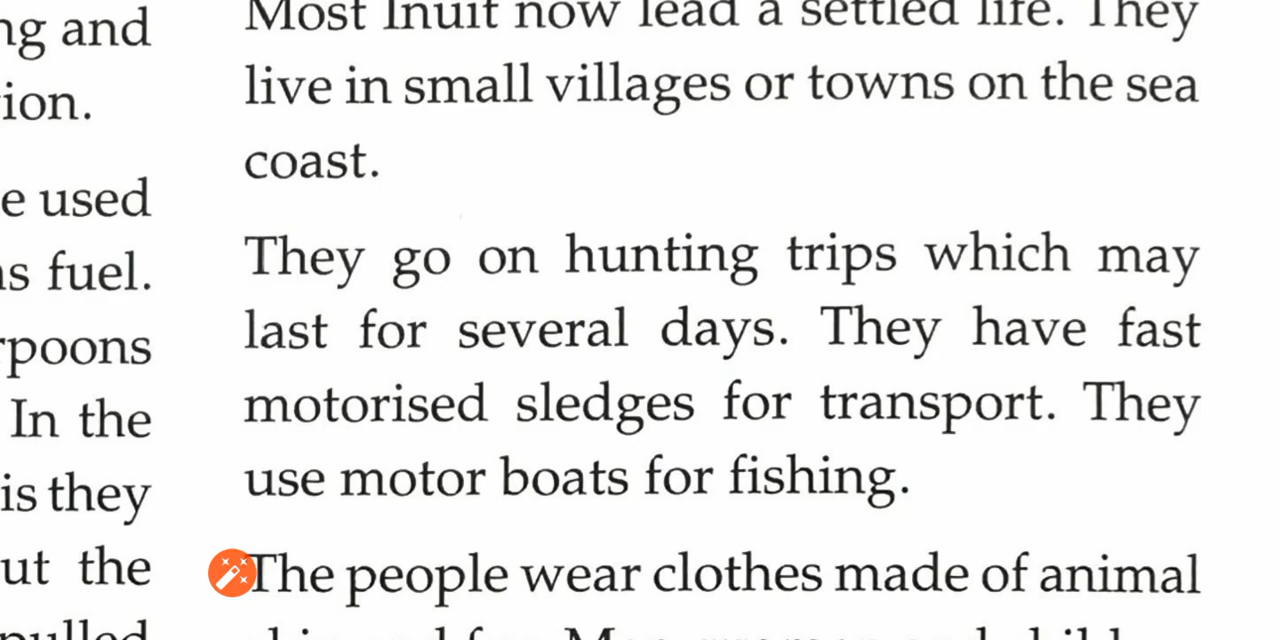 ng and
ion.
e used
s fuel.
poons
In the
is they
ut the
pulled
Most Inuit now lead a settled life. They
live in small villages or towns on the sea
coast.
They go on hunting trips which may
last for several days. They have fast
motorised sledges for transport. They
use motor boats for fishing.
The people wear clothes made of animal